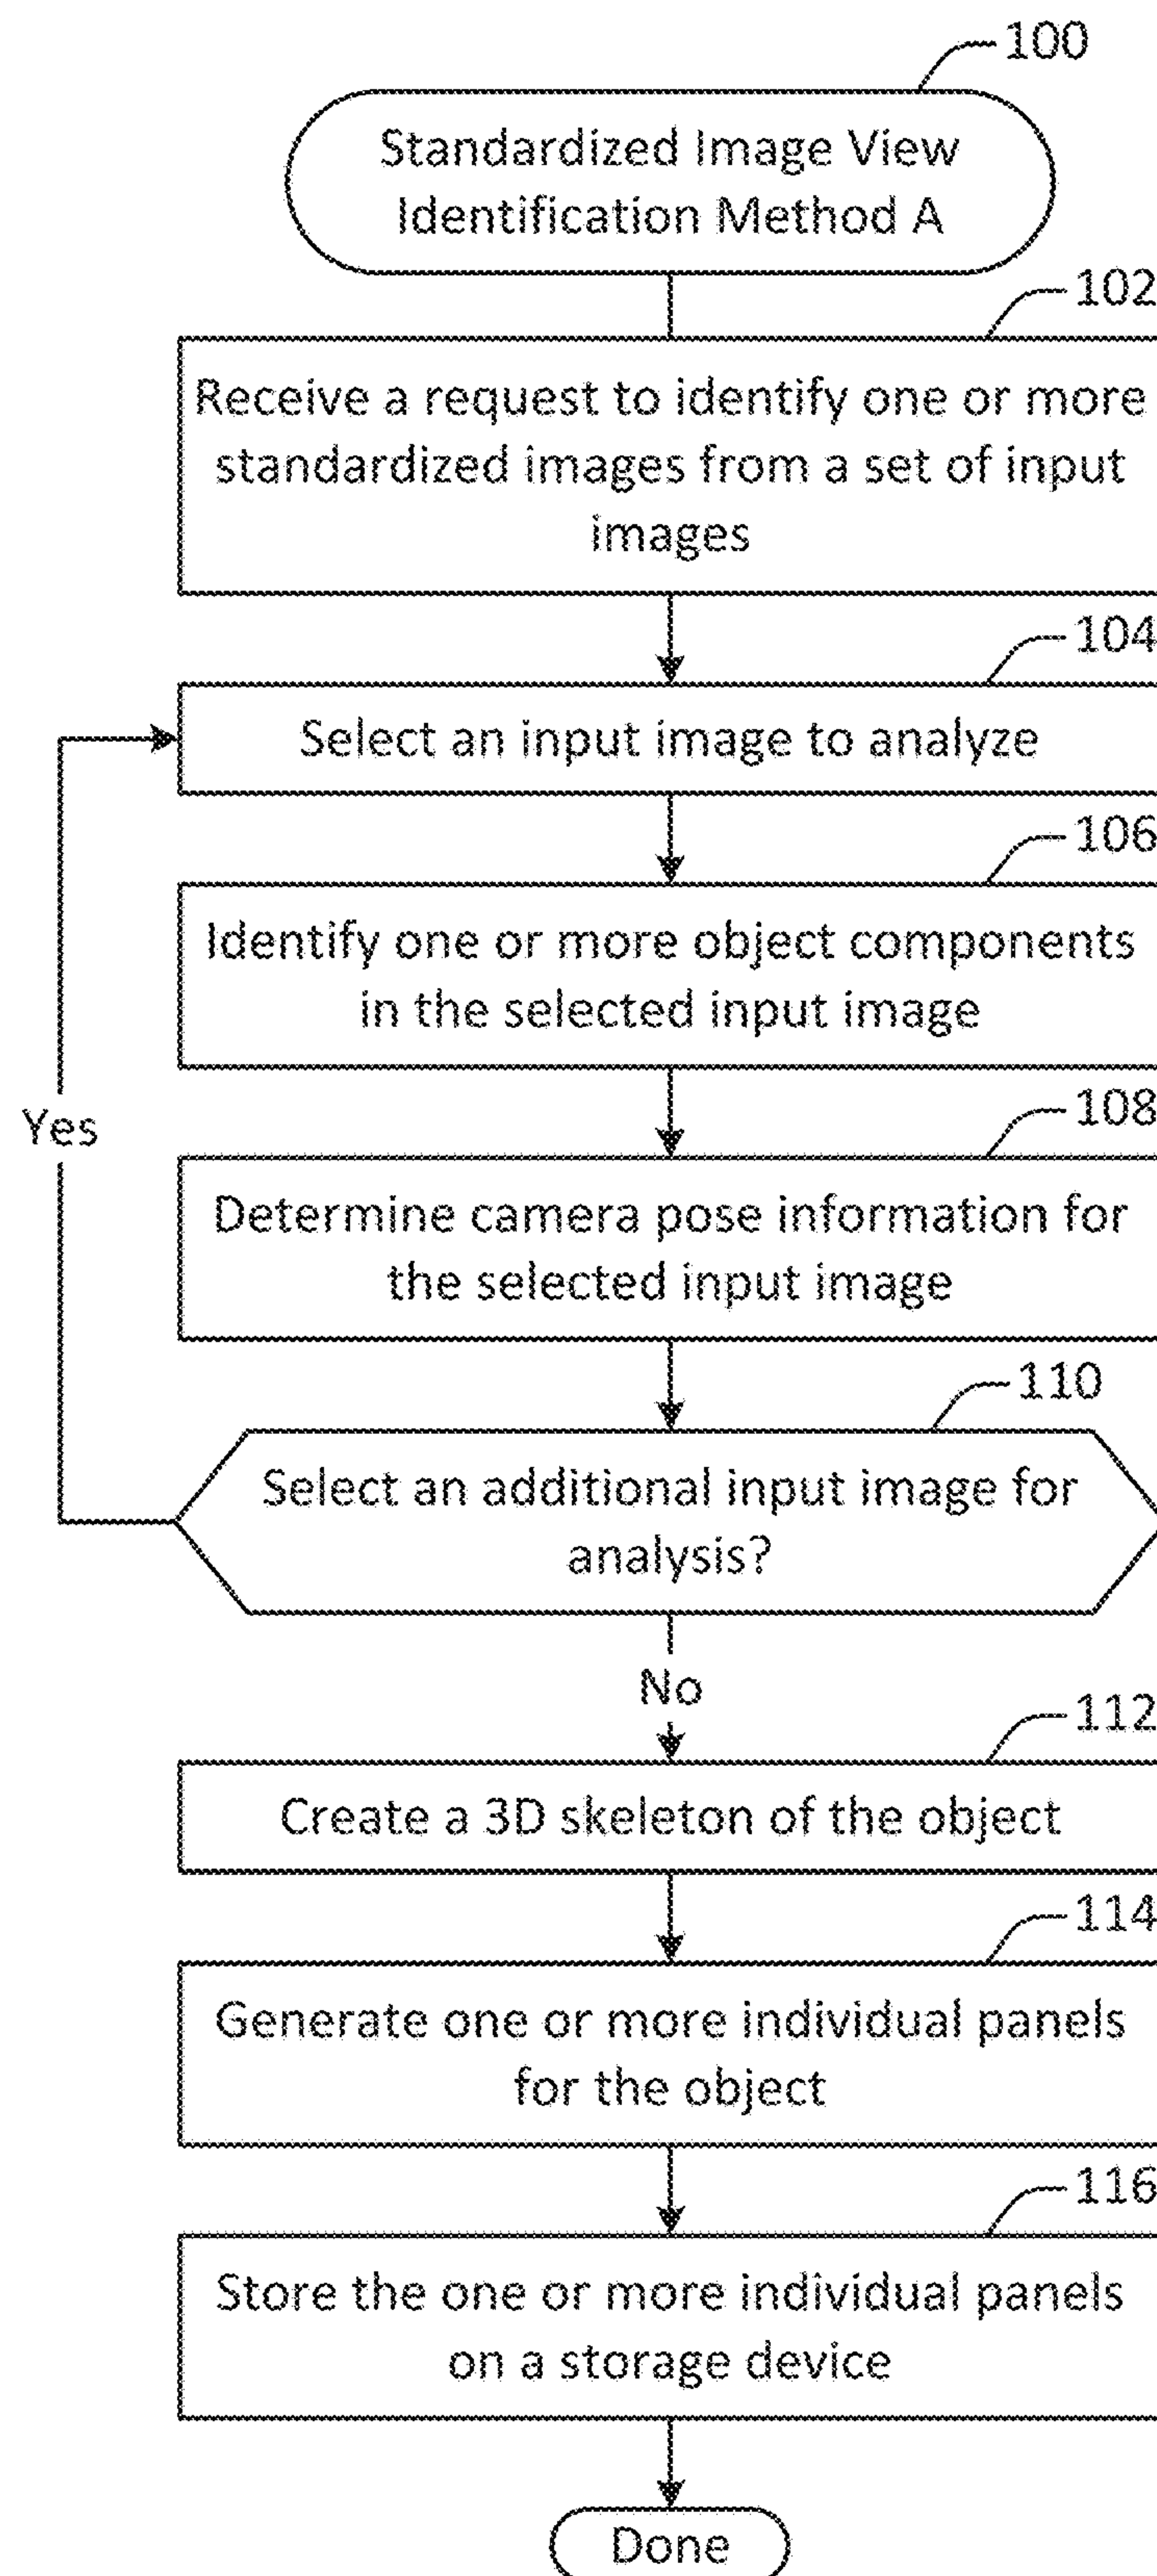 100
Standardized Image View
Identification Method A
102
Receive a request to identify one or more
standardized images from a set of input
images
104
Select an input image to analyze
106
Identify one or more object components
in the selected input image
Yes
108
Determine camera pose information for
the selected input image
110
Select an additional input image for
analysis?
No
112
Create a 3D skeleton of the object
114
Generate one or more individual panels
for the object
116
Store the one or more individual panels
on a storage device
Done